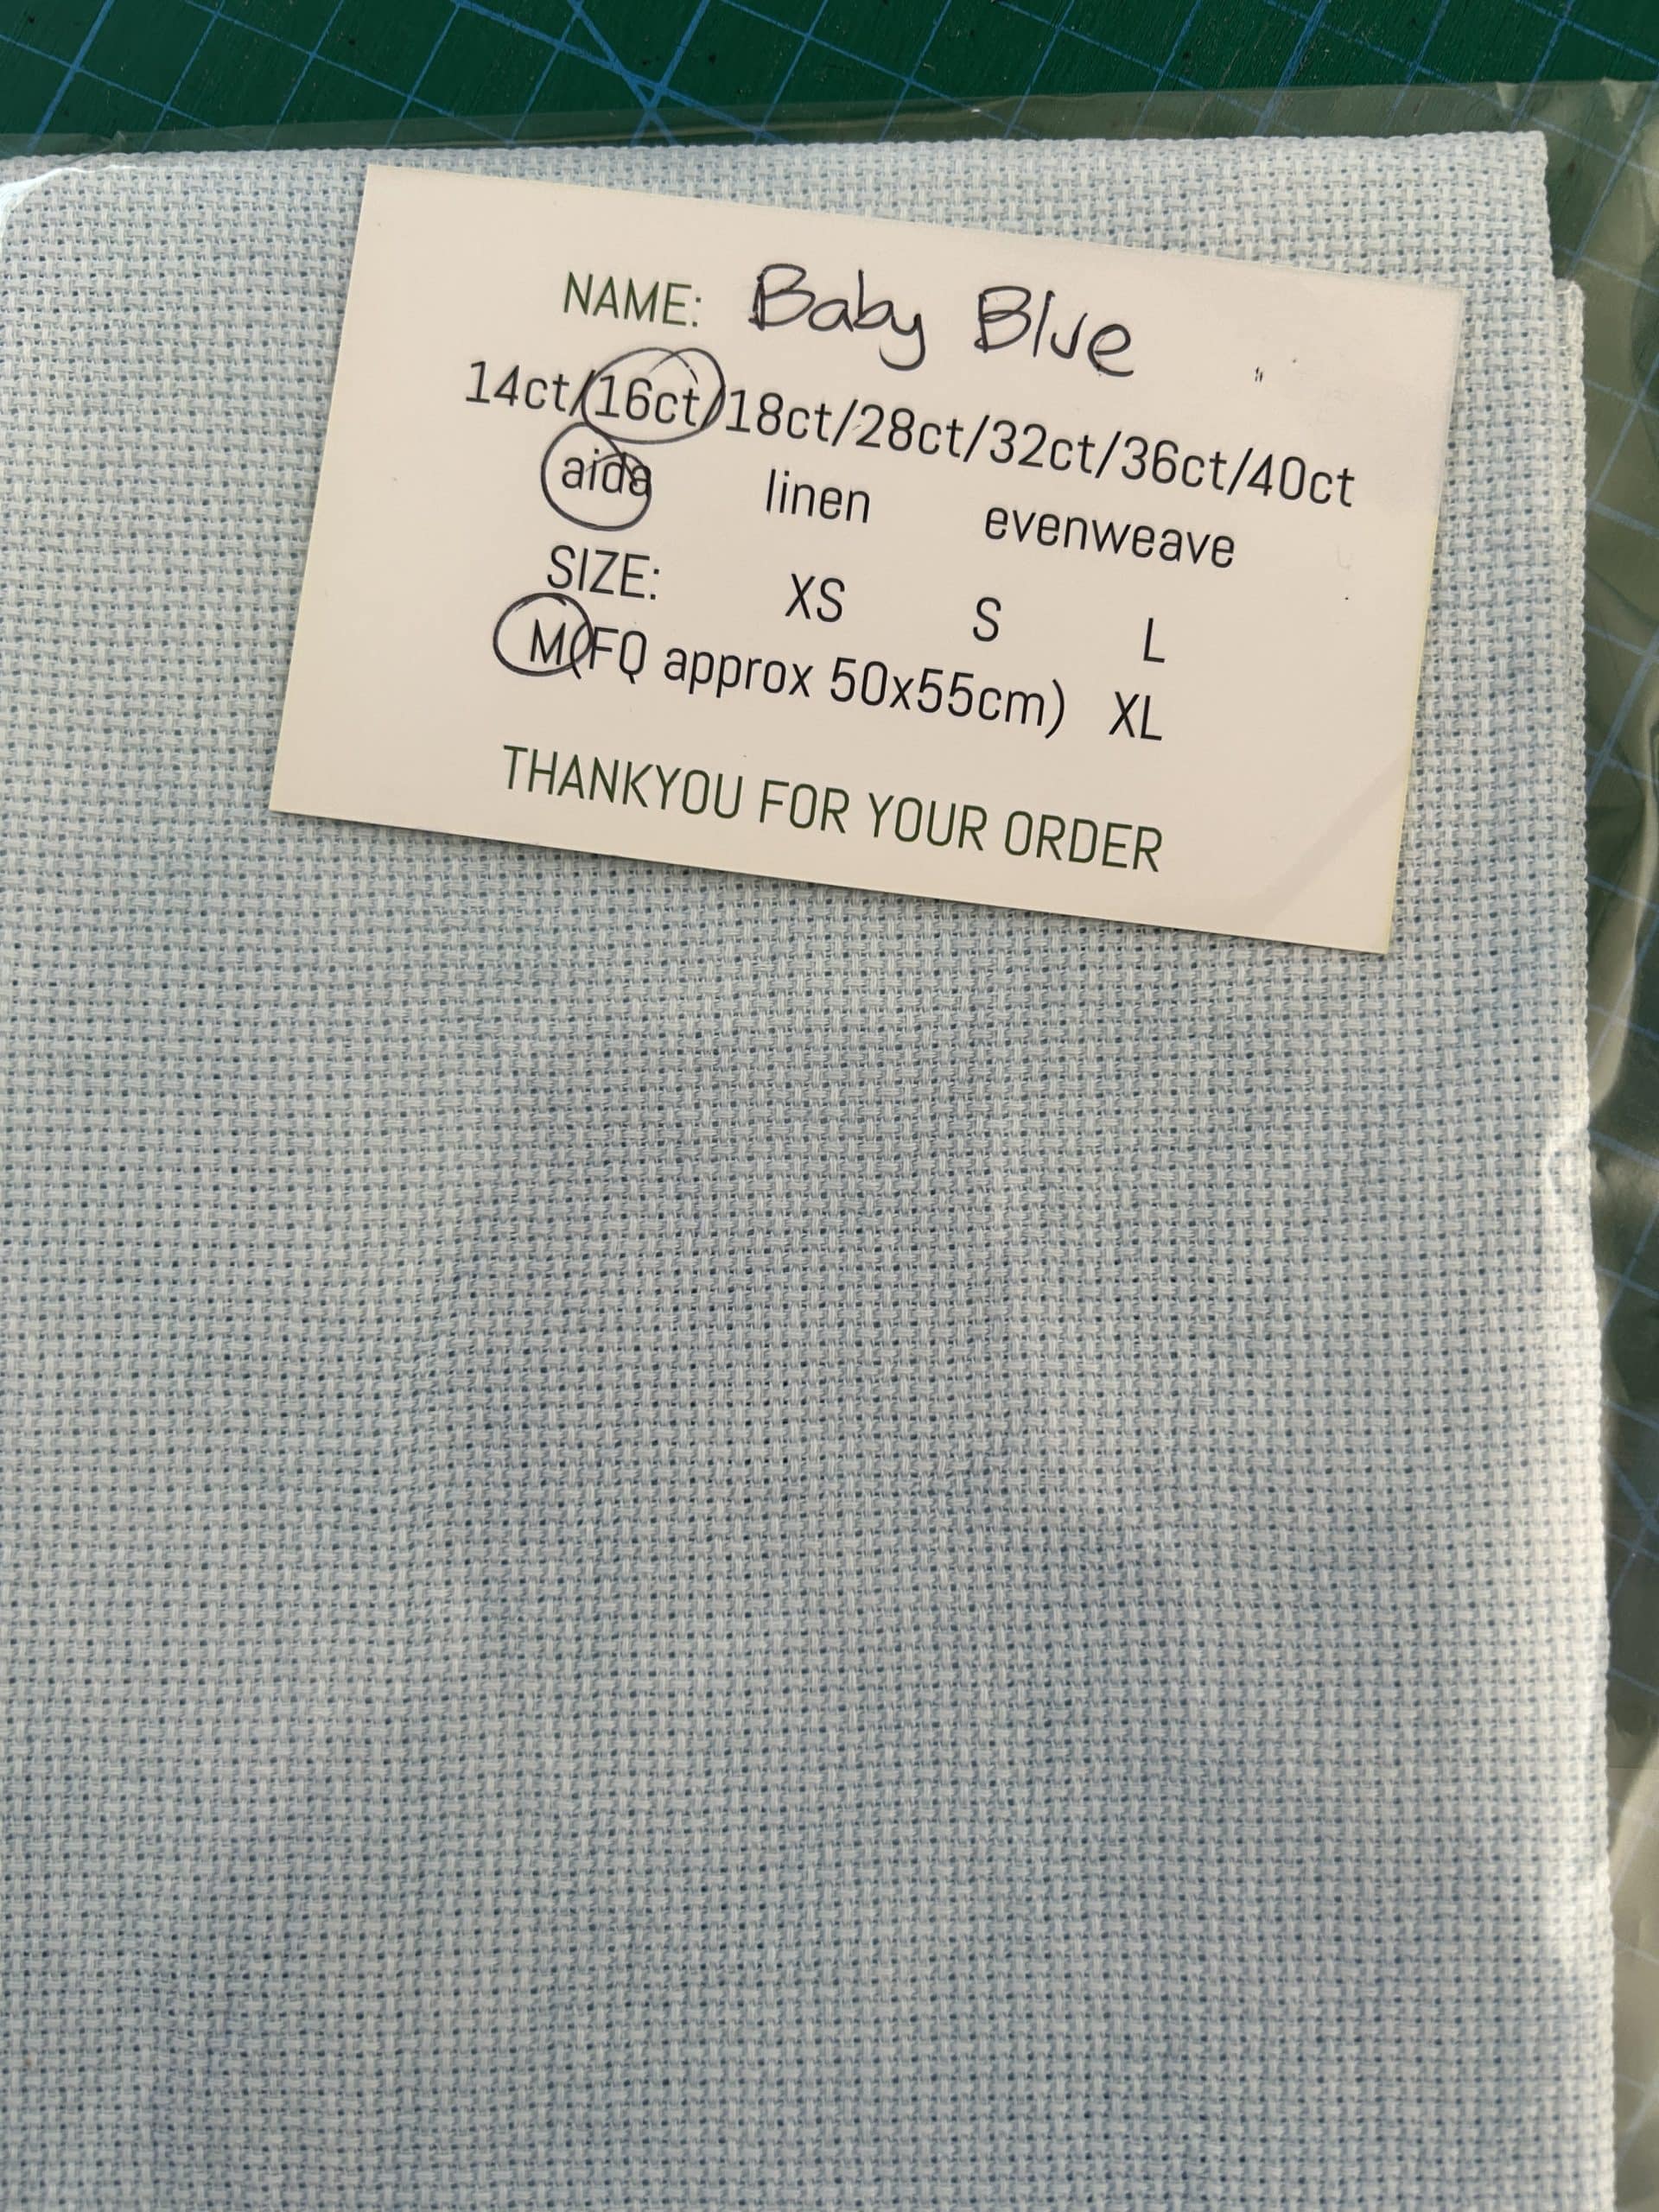 NAME: Baby Blue
14ct/16ct/18ct/28ct/32ct/36ct/40ct
aida linen evenweave
SIZE: XS S L
M(FQ approx 50x55cm) XL
THANKYOU FOR YOUR ORDER